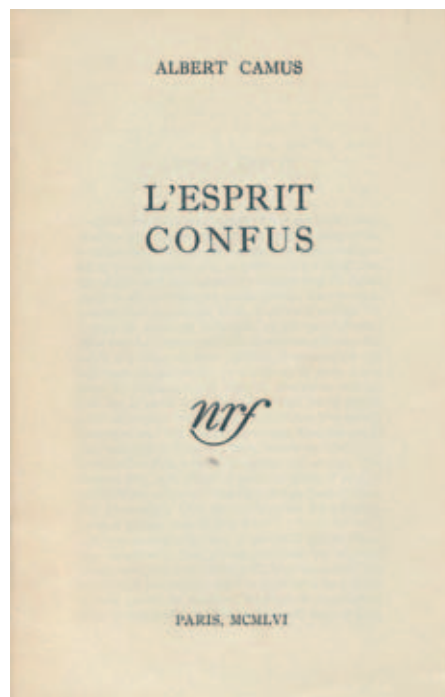 ALBERT CAMUS
L'ESPRIT
CONFUS
nrf
PARIS, MCMLVI